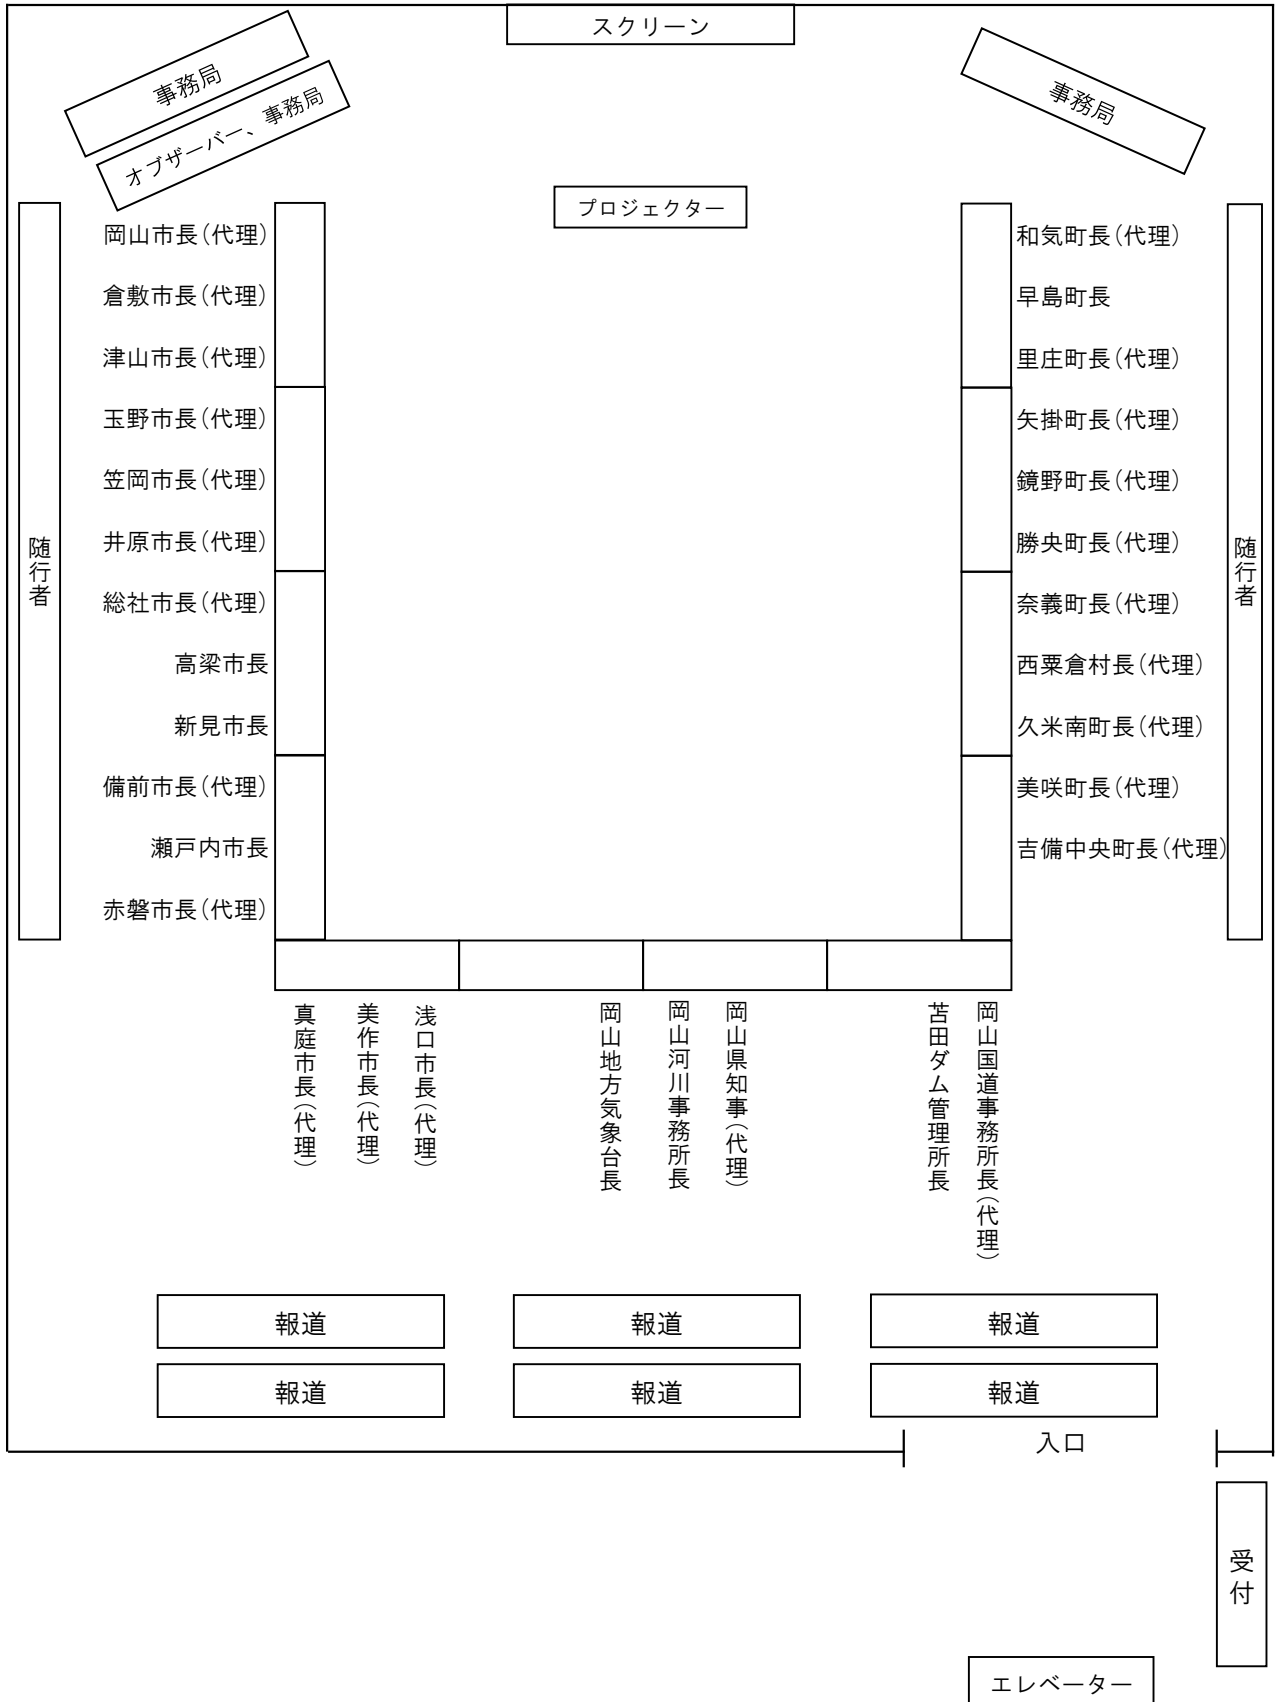 スクリーン
事務局
オブザーバー、事務局
事務局
プロジェクター
岡山市長(代理)
倉敷市長(代理)
津山市長(代理)
玉野市長(代理)
笠岡市長(代理)
井原市長(代理)
総社市長(代理)
高梁市長
新見市長
備前市長(代理)
瀬戸内市長
赤磐市長(代理)
随行者
和気町長(代理)
早島町長
里庄町長(代理)
矢掛町長(代理)
鏡野町長(代理)
勝央町長(代理)
奈義町長(代理)
西粟倉村長(代理)
久米南町長(代理)
美咲町長(代理)
吉備中央町長(代理)
随行者
真庭市長(代理)
美作市長(代理)
浅口市長(代理)
岡山地方気象台長
岡山河川事務所長
岡山県知事(代理)
苫田ダム管理所長
岡山国道事務所長(代理)
報道
報道
報道
報道
報道
報道
入口
受付
エレベーター